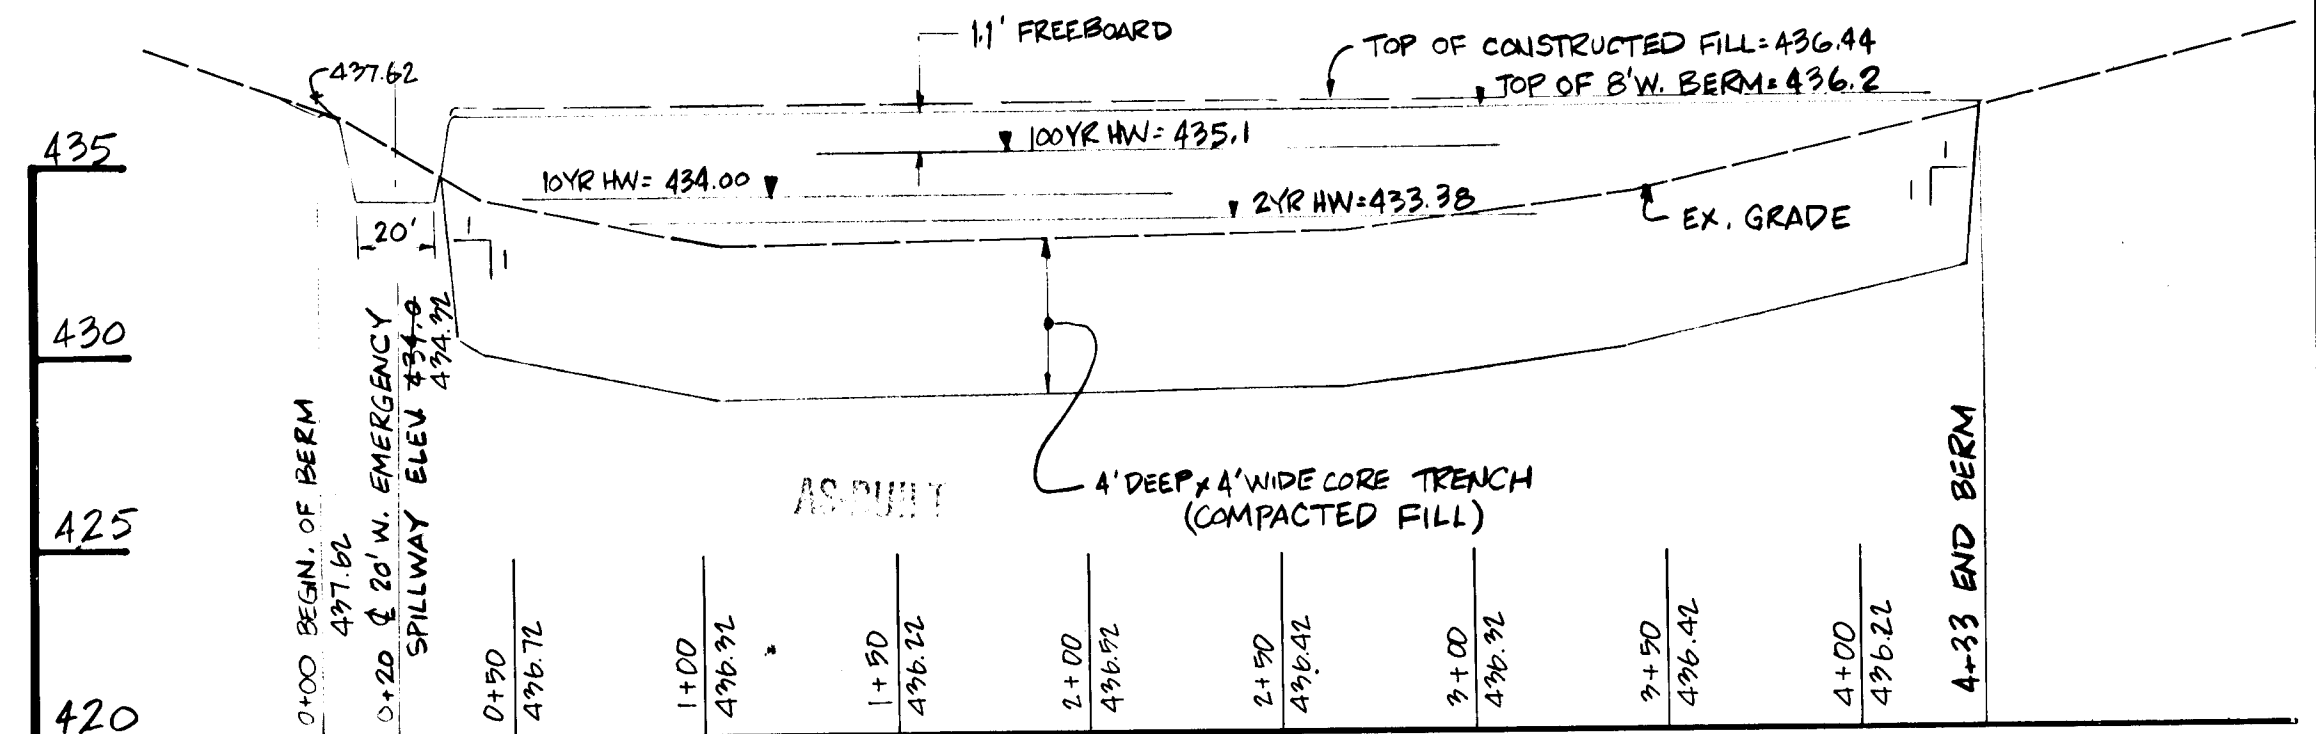 1.1' FREEBOARD
TOP OF CONSTRUCTED FILL=436.44
437.62
TOP OF 8'W. BERM=436.2
435
100YR HW=435.1
10YR HW=434.00
2YR HW=433.38
EX. GRADE
20'
1
1
1
1
430
4' DEEP x 4' WIDE CORE TRENCH
(COMPACTED FILL)
AS-BUILT
425
420
0+00 BEGIN. OF BERM
437.62
0+20 ℄ 20' W. EMERGENCY
SPILLWAY ELEV 434.0
434.32
0+50
436.72
1+00
436.32
1+50
436.22
2+00
436.52
2+50
436.42
3+00
436.32
3+50
436.42
4+00
436.22
4+33 END BERM